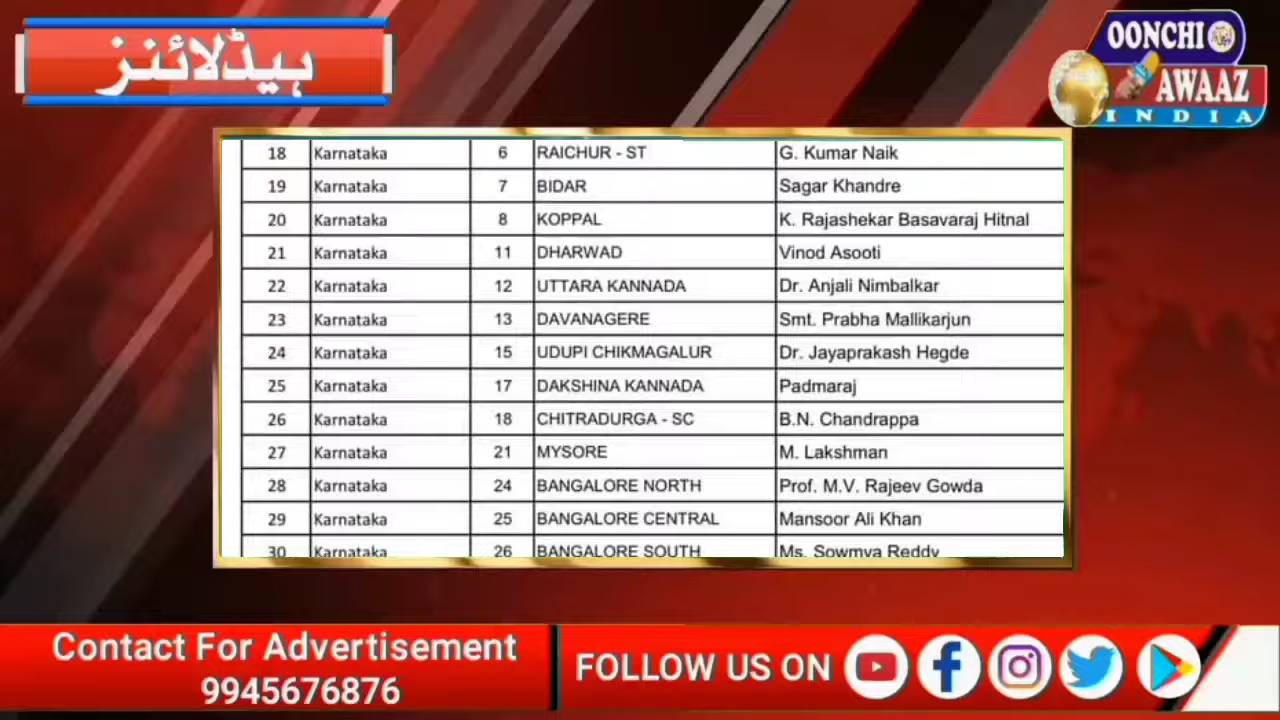 ہیڈلائنز
OONCHI
AWAAZ
INDIA
18 Karnataka 6 RAICHUR - ST G. Kumar Naik
19 Karnataka 7 BIDAR Sagar Khandre
20 Karnataka 8 KOPPAL K. Rajashekar Basavaraj Hitnal
21 Karnataka 11 DHARWAD Vinod Asooti
22 Karnataka 12 UTTARA KANNADA Dr. Anjali Nimbalkar
23 Karnataka 13 DAVANAGERE Smt. Prabha Mallikarjun
24 Karnataka 15 UDUPI CHIKMAGALUR Dr. Jayaprakash Hegde
25 Karnataka 17 DAKSHINA KANNADA Padmaraj
26 Karnataka 18 CHITRADURGA - SC B.N. Chandrappa
27 Karnataka 21 MYSORE M. Lakshman
28 Karnataka 24 BANGALORE NORTH Prof. M.V. Rajeev Gowda
29 Karnataka 25 BANGALORE CENTRAL Mansoor Ali Khan
30 Karnataka 26 BANGALORE SOUTH Ms. Sowmya Reddy
Contact For Advertisement
9945676876
FOLLOW US ON